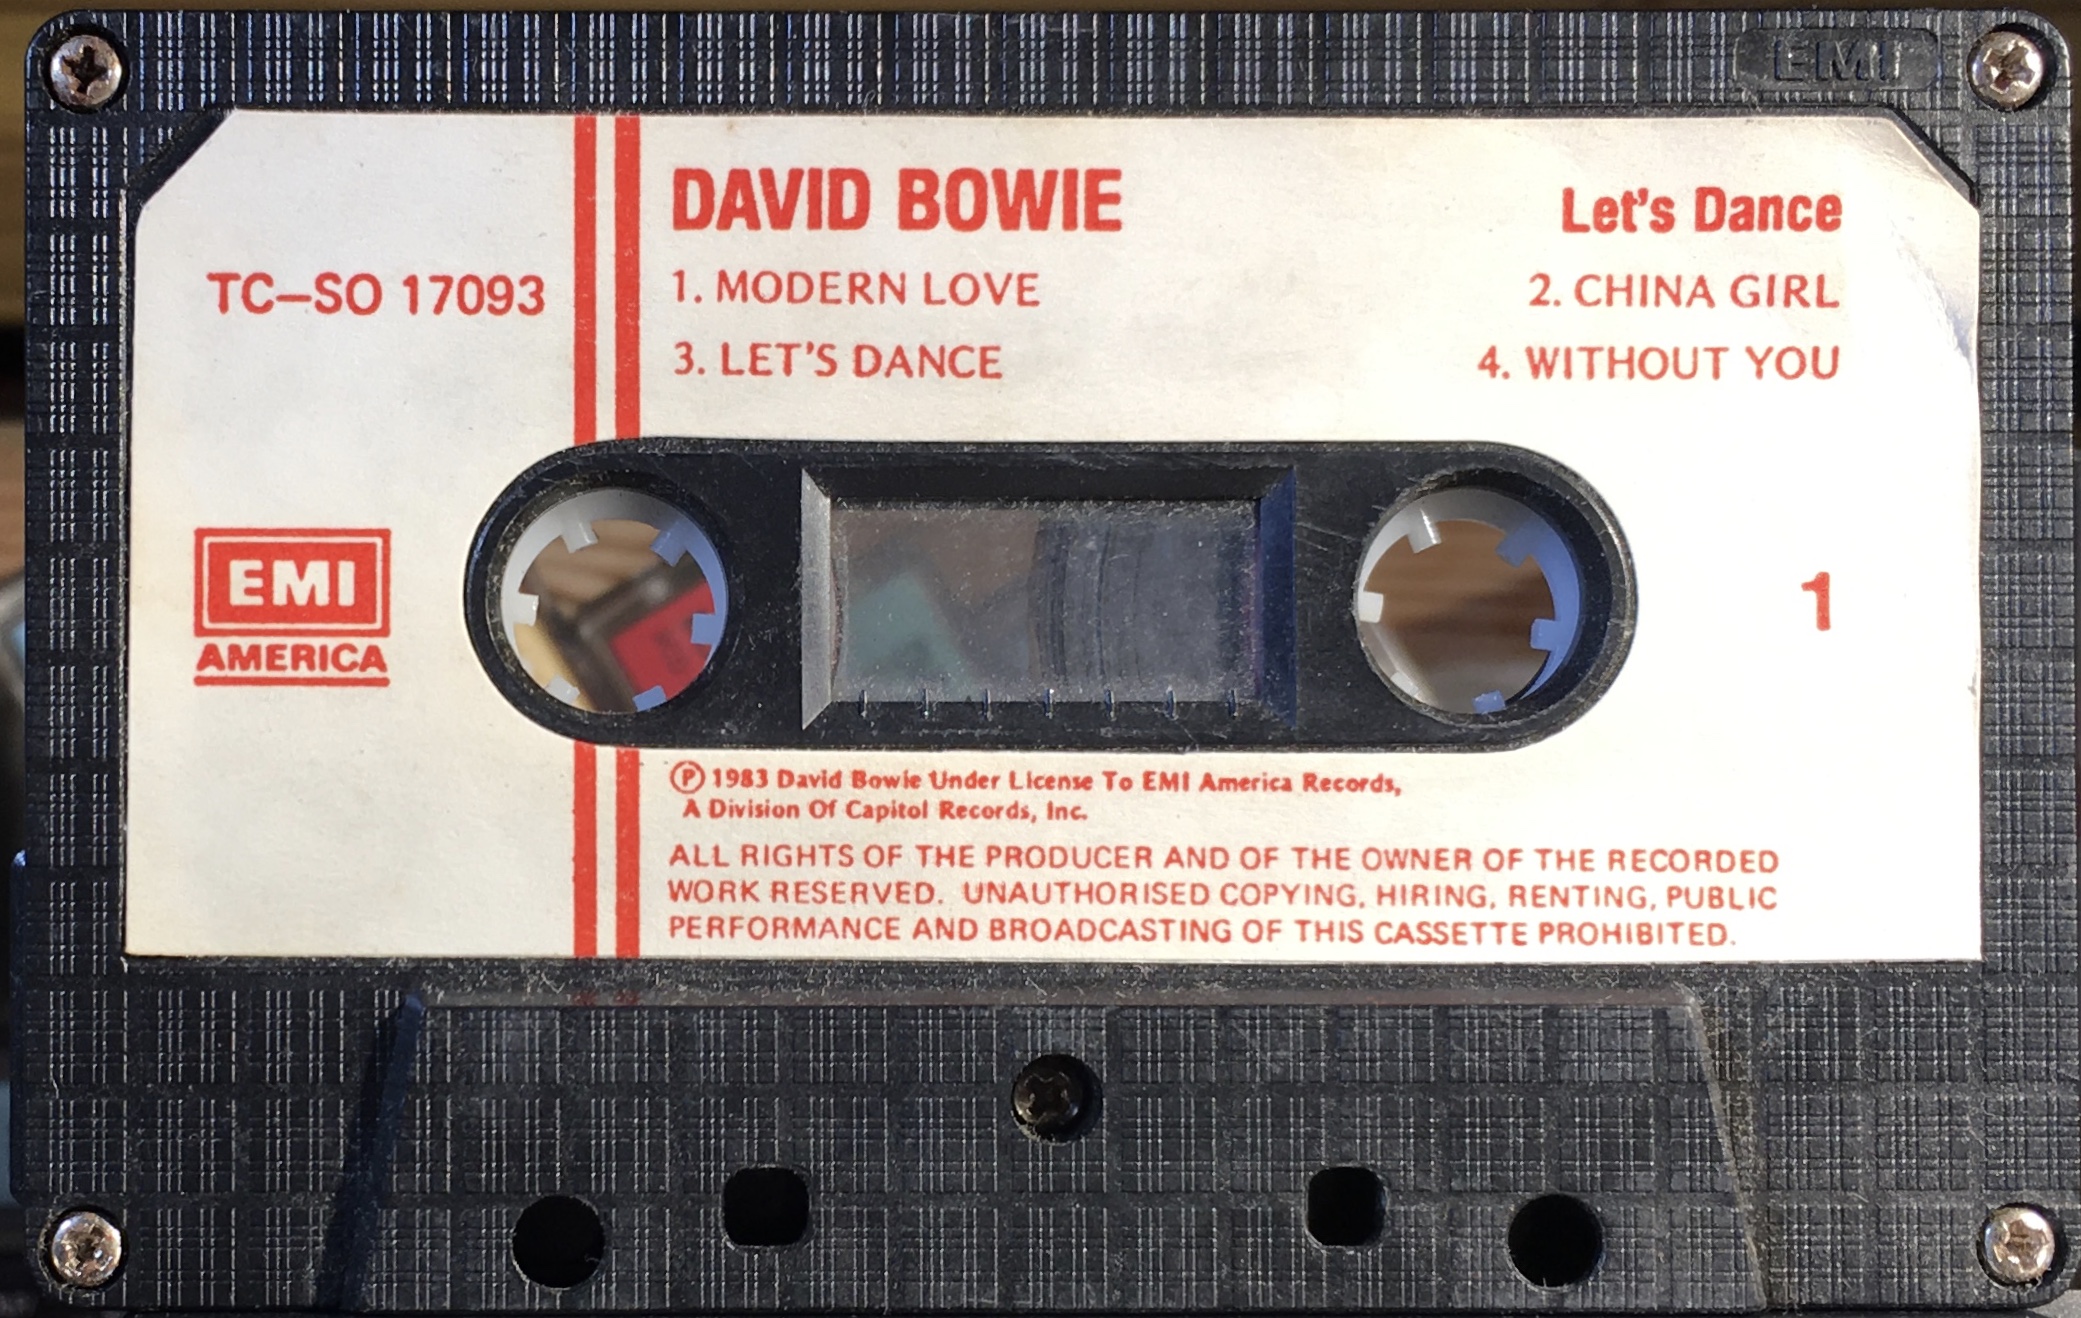 EMI
DAVID BOWIE
Let's Dance
TC–SO 17093
1. MODERN LOVE
2. CHINA GIRL
3. LET'S DANCE
4. WITHOUT YOU
EMI
AMERICA
1
Ⓟ 1983 David Bowie Under License To EMI America Records,
A Division Of Capitol Records, Inc.
ALL RIGHTS OF THE PRODUCER AND OF THE OWNER OF THE RECORDED
WORK RESERVED. UNAUTHORISED COPYING, HIRING, RENTING, PUBLIC
PERFORMANCE AND BROADCASTING OF THIS CASSETTE PROHIBITED.